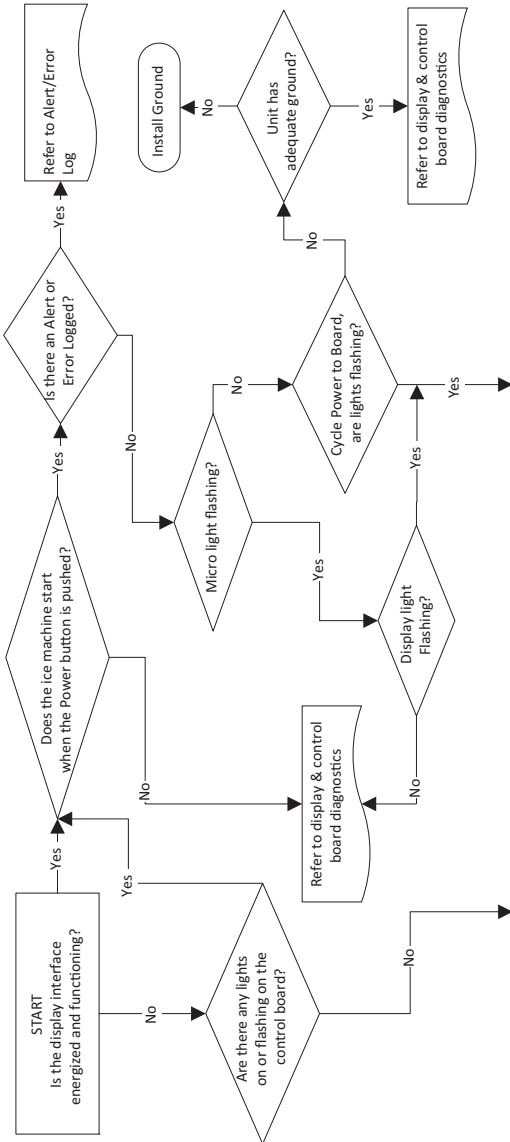 START
Is the display interface
energized and functioning?
Yes
No
Does the ice machine start
when the Power button is pushed?
Yes
No
Is there an Alert or
Error Logged?
Yes
No
Refer to Alert/Error
Log
Are there any lights
on or flashing on the
control board?
Yes
No
Refer to display & control
board diagnostics
Micro light flashing?
No
Yes
Display light
Flashing?
No
Yes
Cycle Power to Board,
are lights flashing?
No
Yes
Unit has
adequate ground?
No
Yes
Install Ground
Refer to display & control
board diagnostics